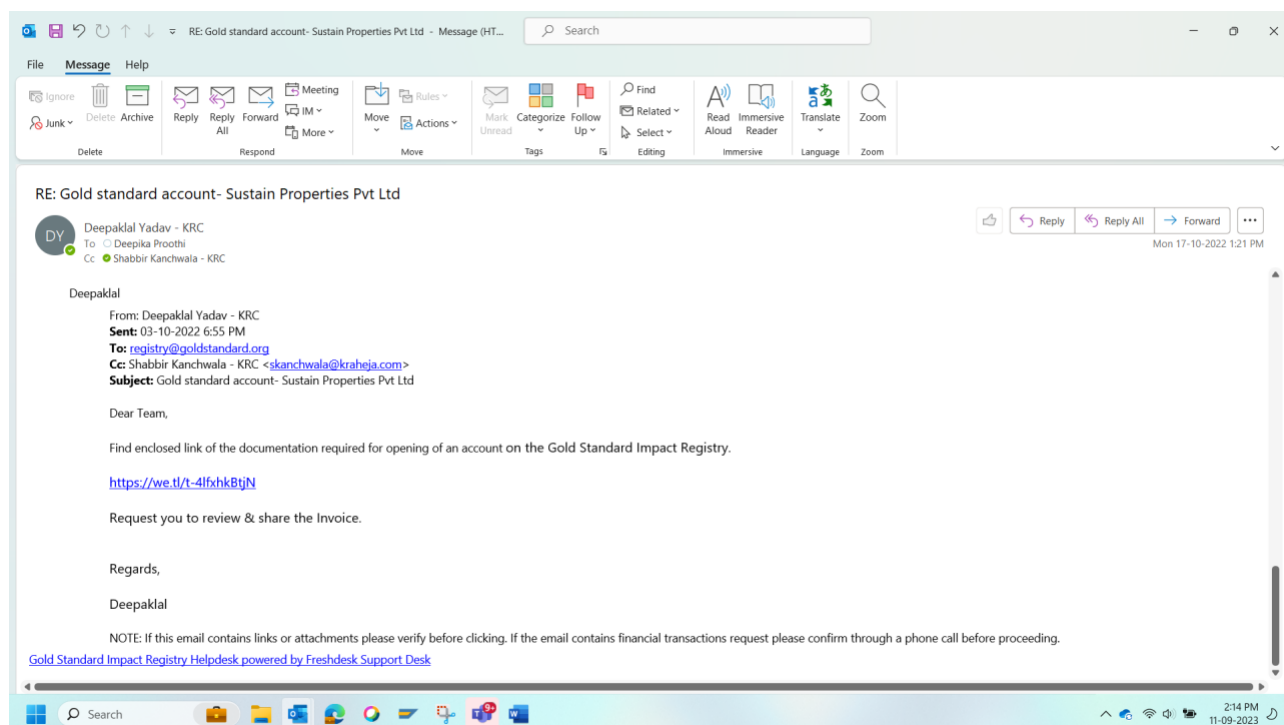 RE: Gold standard account- Sustain Properties Pvt Ltd - Message (HT...
Search
File Message Help
Ignore
Junk
Delete Archive
Reply Reply All Forward
Meeting
IM
More
Move
Rules
Actions
Mark Unread
Categorize Follow Up
Find
Related
Select
Read Aloud Immersive Reader
Translate
Zoom
Delete Respond Move Tags Editing Immersive Language Zoom
RE: Gold standard account- Sustain Properties Pvt Ltd
DY
Deepaklal Yadav - KRC
To Deepika Proothi
Cc Shabbir Kanchwala - KRC
Reply Reply All Forward
Mon 17-10-2022 1:21 PM
Deepaklal
From: Deepaklal Yadav - KRC
Sent: 03-10-2022 6:55 PM
To: registry@goldstandard.org
Cc: Shabbir Kanchwala - KRC <skanchwala@kraheja.com>
Subject: Gold standard account- Sustain Properties Pvt Ltd
Dear Team,
Find enclosed link of the documentation required for opening of an account on the Gold Standard Impact Registry.
https://we.tl/t-4lfxhkBtjN
Request you to review & share the Invoice.
Regards,
Deepaklal
NOTE: If this email contains links or attachments please verify before clicking. If the email contains financial transactions request please confirm through a phone call before proceeding.
Gold Standard Impact Registry Helpdesk powered by Freshdesk Support Desk
Search
9+
2:14 PM
11-09-2023